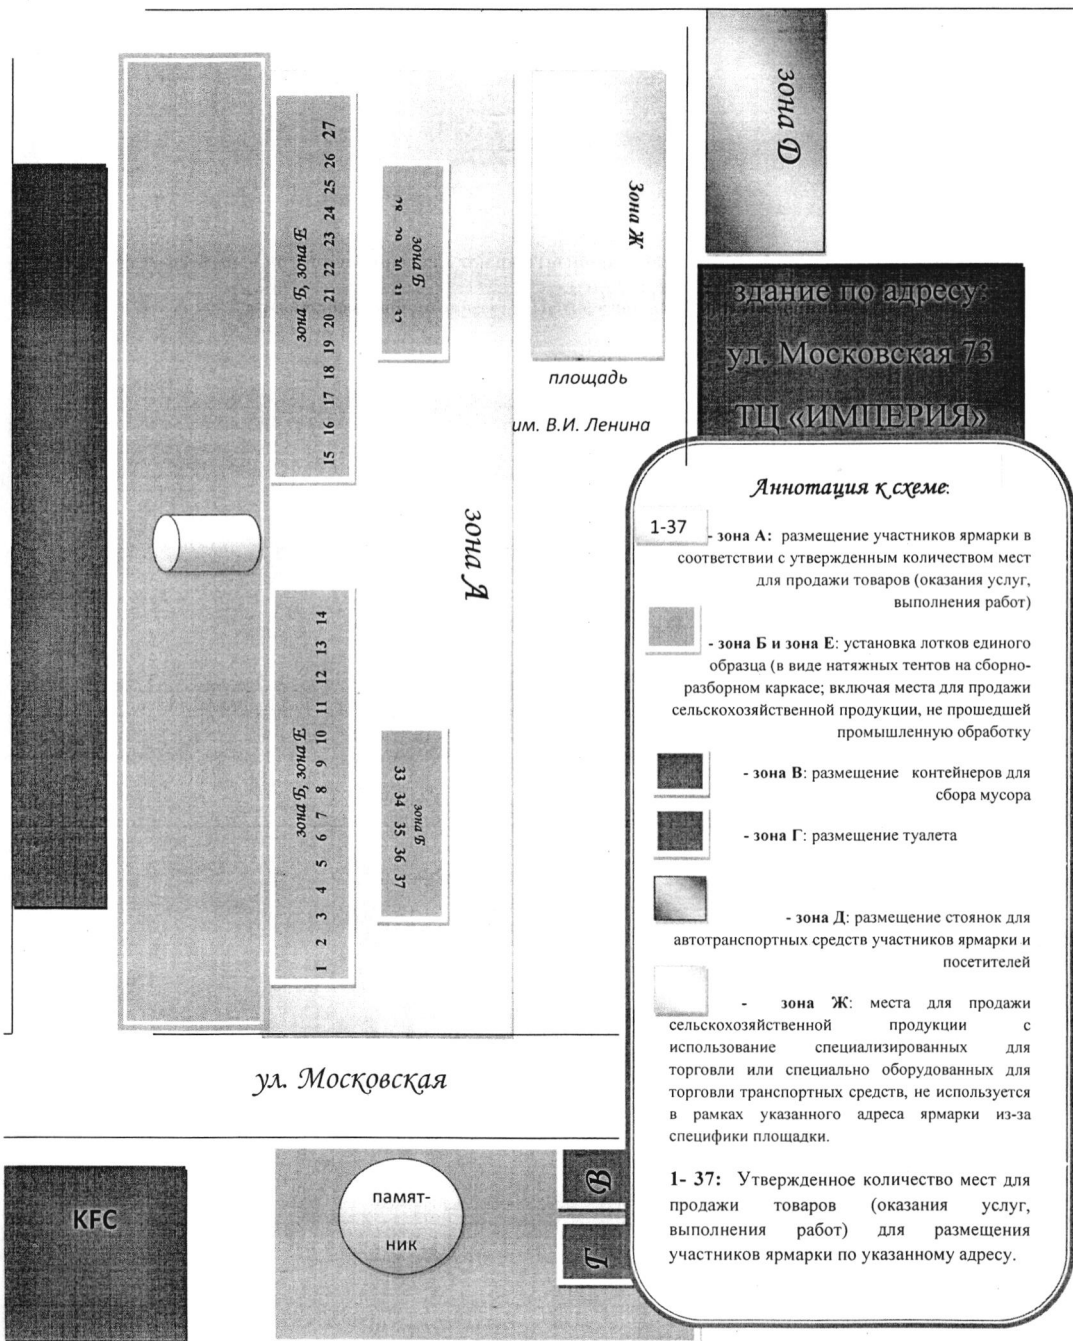 зона Д
Зона Ж
зона Б, зона Е
15 16 17 18 19 20 21 22 23 24 25 26 27
зона Б
здание по адресу:
ул. Московская 73
ТЦ «ИМПЕРИЯ»
площадь
им. В.И. Ленина
зона А
зона Б, зона Е
1 2 3 4 5 6 7 8 9 10 11 12 13 14
зона Б
33 34 35 36 37
ул. Московская
KFC
памят-
ник
В
Г
Аннотация к схеме:
1-37
- зона А: размещение участников ярмарки в
соответствии с утвержденным количеством мест
для продажи товаров (оказания услуг,
выполнения работ)
- зона Б и зона Е: установка лотков единого
образца (в виде натяжных тентов на сборно-
разборном каркасе; включая места для продажи
сельскохозяйственной продукции, не прошедшей
промышленную обработку
- зона В: размещение контейнеров для
сбора мусора
- зона Г: размещение туалета
- зона Д: размещение стоянок для
автотранспортных средств участников ярмарки и
посетителей
- зона Ж: места для продажи
сельскохозяйственной продукции с
использование специализированных для
торговли или специально оборудованных для
торговли транспортных средств, не используется
в рамках указанного адреса ярмарки из-за
специфики площадки.
1- 37: Утвержденное количество мест для
продажи товаров (оказания услуг,
выполнения работ) для размещения
участников ярмарки по указанному адресу.